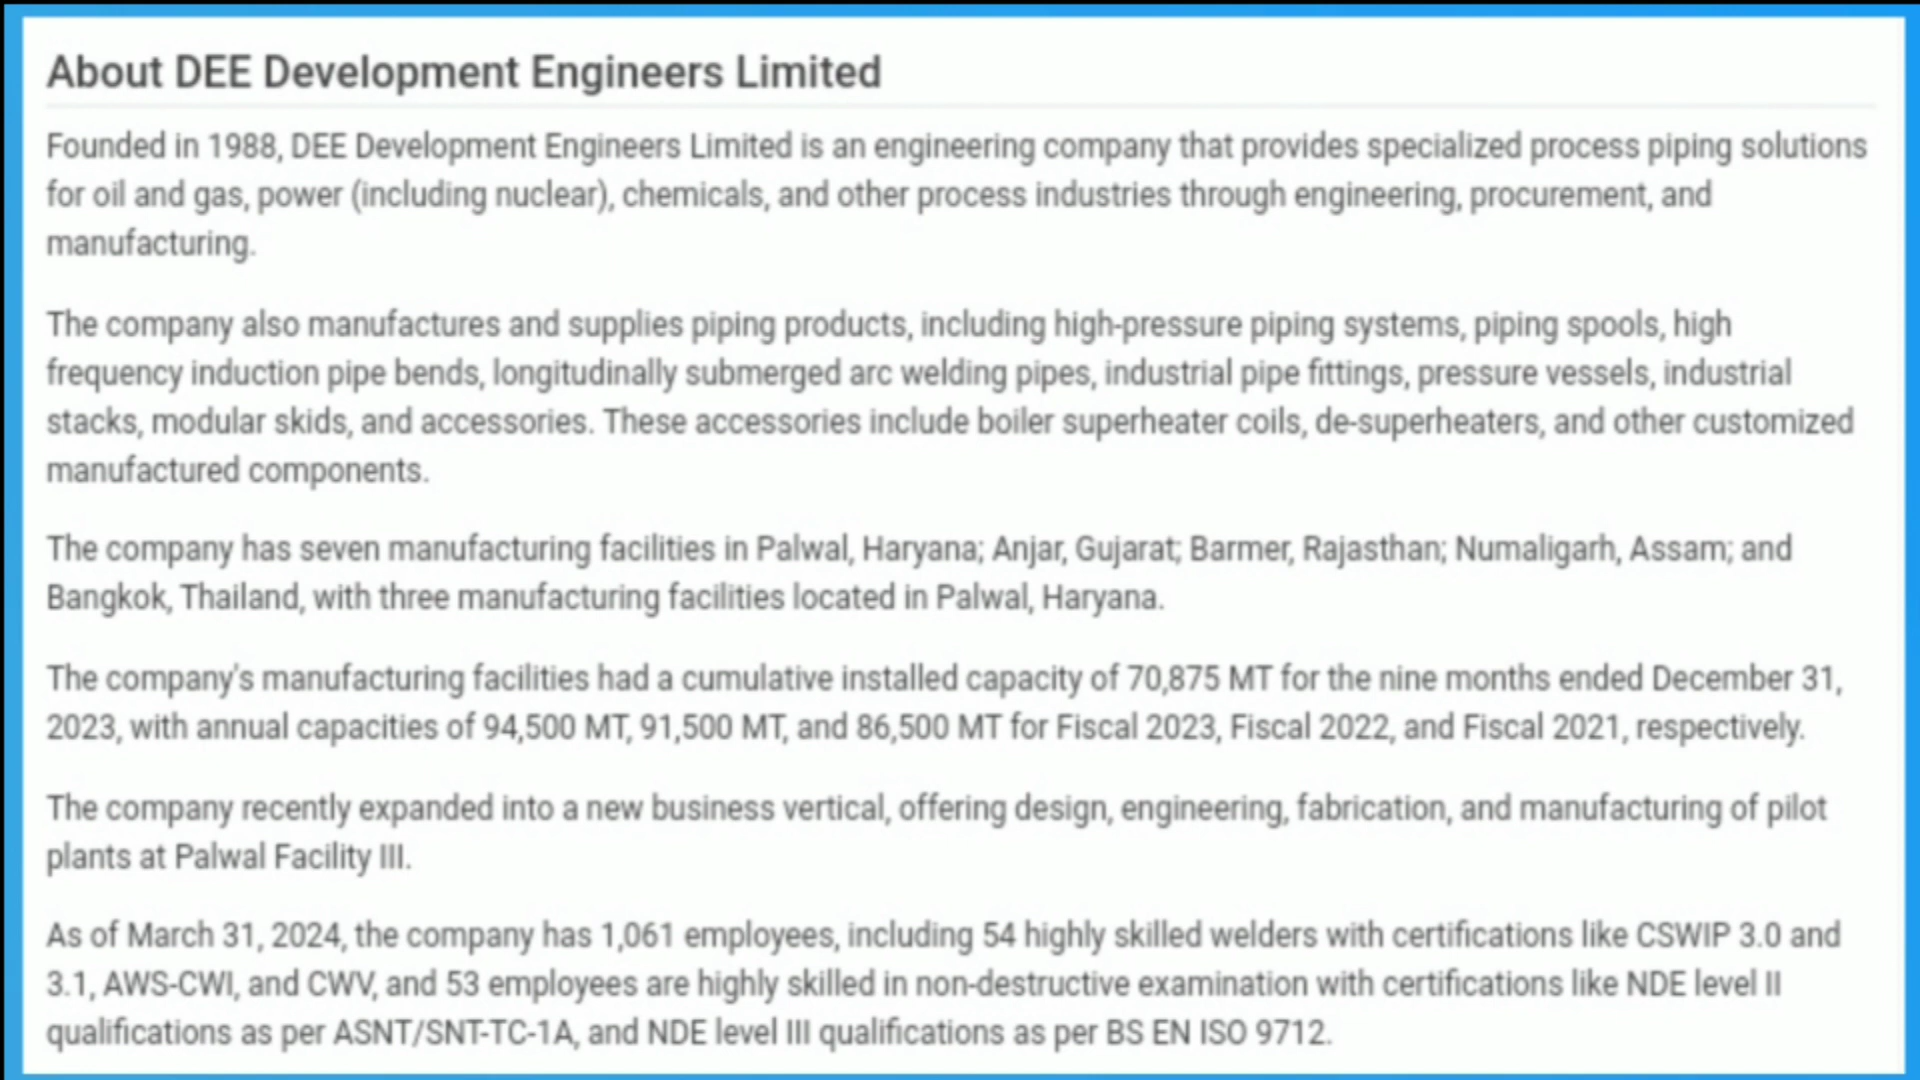 About DEE Development Engineers Limited
Founded in 1988, DEE Development Engineers Limited is an engineering company that provides specialized process piping solutions
for oil and gas, power (including nuclear), chemicals, and other process industries through engineering, procurement, and
manufacturing.
The company also manufactures and supplies piping products, including high-pressure piping systems, piping spools, high
frequency induction pipe bends, longitudinally submerged arc welding pipes, industrial pipe fittings, pressure vessels, industrial
stacks, modular skids, and accessories. These accessories include boiler superheater coils, de-superheaters, and other customized
manufactured components.
The company has seven manufacturing facilities in Palwal, Haryana; Anjar, Gujarat; Barmer, Rajasthan; Numaligarh, Assam; and
Bangkok, Thailand, with three manufacturing facilities located in Palwal, Haryana.
The company's manufacturing facilities had a cumulative installed capacity of 70,875 MT for the nine months ended December 31,
2023, with annual capacities of 94,500 MT, 91,500 MT, and 86,500 MT for Fiscal 2023, Fiscal 2022, and Fiscal 2021, respectively.
The company recently expanded into a new business vertical, offering design, engineering, fabrication, and manufacturing of pilot
plants at Palwal Facility III.
As of March 31, 2024, the company has 1,061 employees, including 54 highly skilled welders with certifications like CSWIP 3.0 and
3.1, AWS-CWI, and CWV, and 53 employees are highly skilled in non-destructive examination with certifications like NDE level II
qualifications as per ASNT/SNT-TC-1A, and NDE level III qualifications as per BS EN ISO 9712.